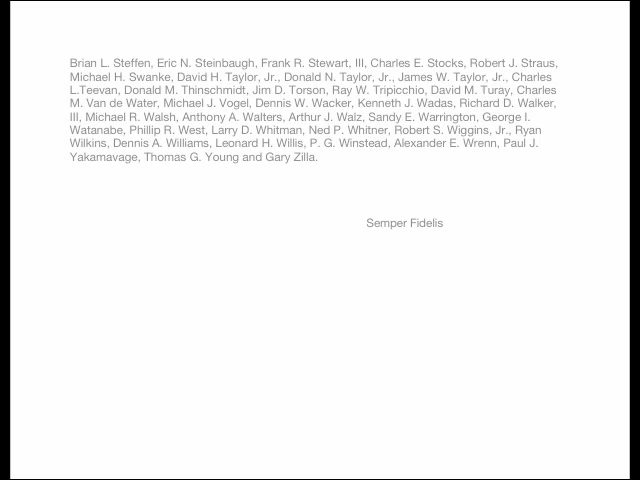 Brian L. Steffen, Eric N. Steinbaugh, Frank R. Stewart, III, Charles E. Stocks, Robert J. Straus,
Michael H. Swanke, David H. Taylor, Jr., Donald N. Taylor, Jr., James W. Taylor, Jr., Charles
L.Teevan, Donald M. Thinschmidt, Jim D. Torson, Ray W. Tripicchio, David M. Turay, Charles
M. Van de Water, Michael J. Vogel, Dennis W. Wacker, Kenneth J. Wadas, Richard D. Walker,
III, Michael R. Walsh, Anthony A. Walters, Arthur J. Walz, Sandy E. Warrington, George I.
Watanabe, Phillip R. West, Larry D. Whitman, Ned P. Whitner, Robert S. Wiggins, Jr., Ryan
Wilkins, Dennis A. Williams, Leonard H. Willis, P. G. Winstead, Alexander E. Wrenn, Paul J.
Yakamavage, Thomas G. Young and Gary Zilla.
Semper Fidelis